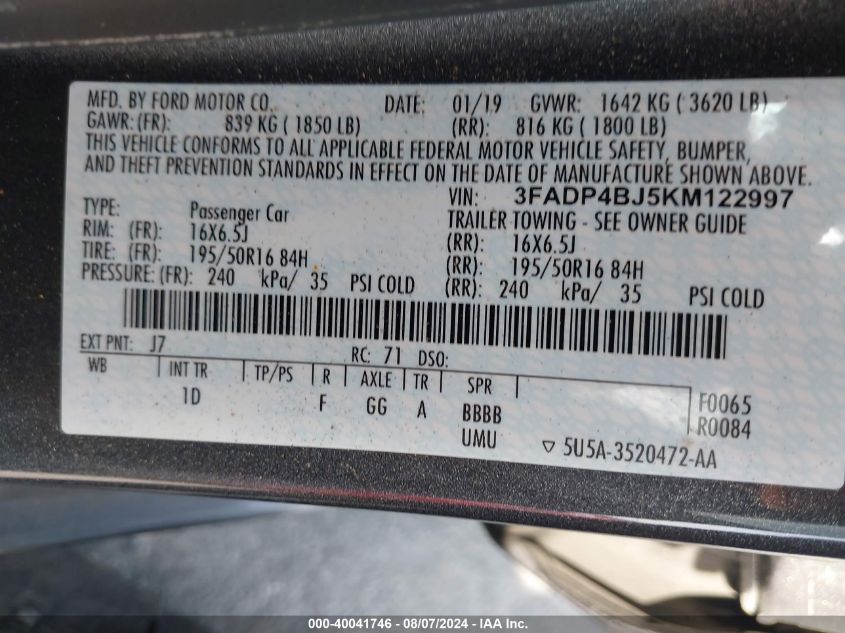 MFD. BY FORD MOTOR CO. DATE: 01/19 GVWR: 1642 KG ( 3620 LB)
GAWR:(FR): 839 KG ( 1850 LB) (RR): 816 KG ( 1800 LB)
THIS VEHICLE CONFORMS TO ALL APPLICABLE FEDERAL MOTOR VEHICLE SAFETY, BUMPER,
AND THEFT PREVENTION STANDARDS IN EFFECT ON THE DATE OF MANUFACTURE SHOWN ABOVE.
VIN: 3FADP4BJ5KM122997
TYPE: Passenger Car TRAILER TOWING - SEE OWNER GUIDE
RIM: (FR): 16X6.5J (RR): 16X6.5J
TIRE: (FR): 195/50R16 84H (RR): 195/50R16 84H
PRESSURE: (FR): 240 kPa/ 35 PSI COLD (RR): 240 kPa/ 35 PSI COLD
EXT PNT: J7 RC: 71 DSO:
WB INT TR TP/PS R AXLE TR SPR
1D F GG A BBBB
UMU
F0065
R0084
▽ 5U5A-3520472-AA
000-40041746 - 08/07/2024 - IAA Inc.